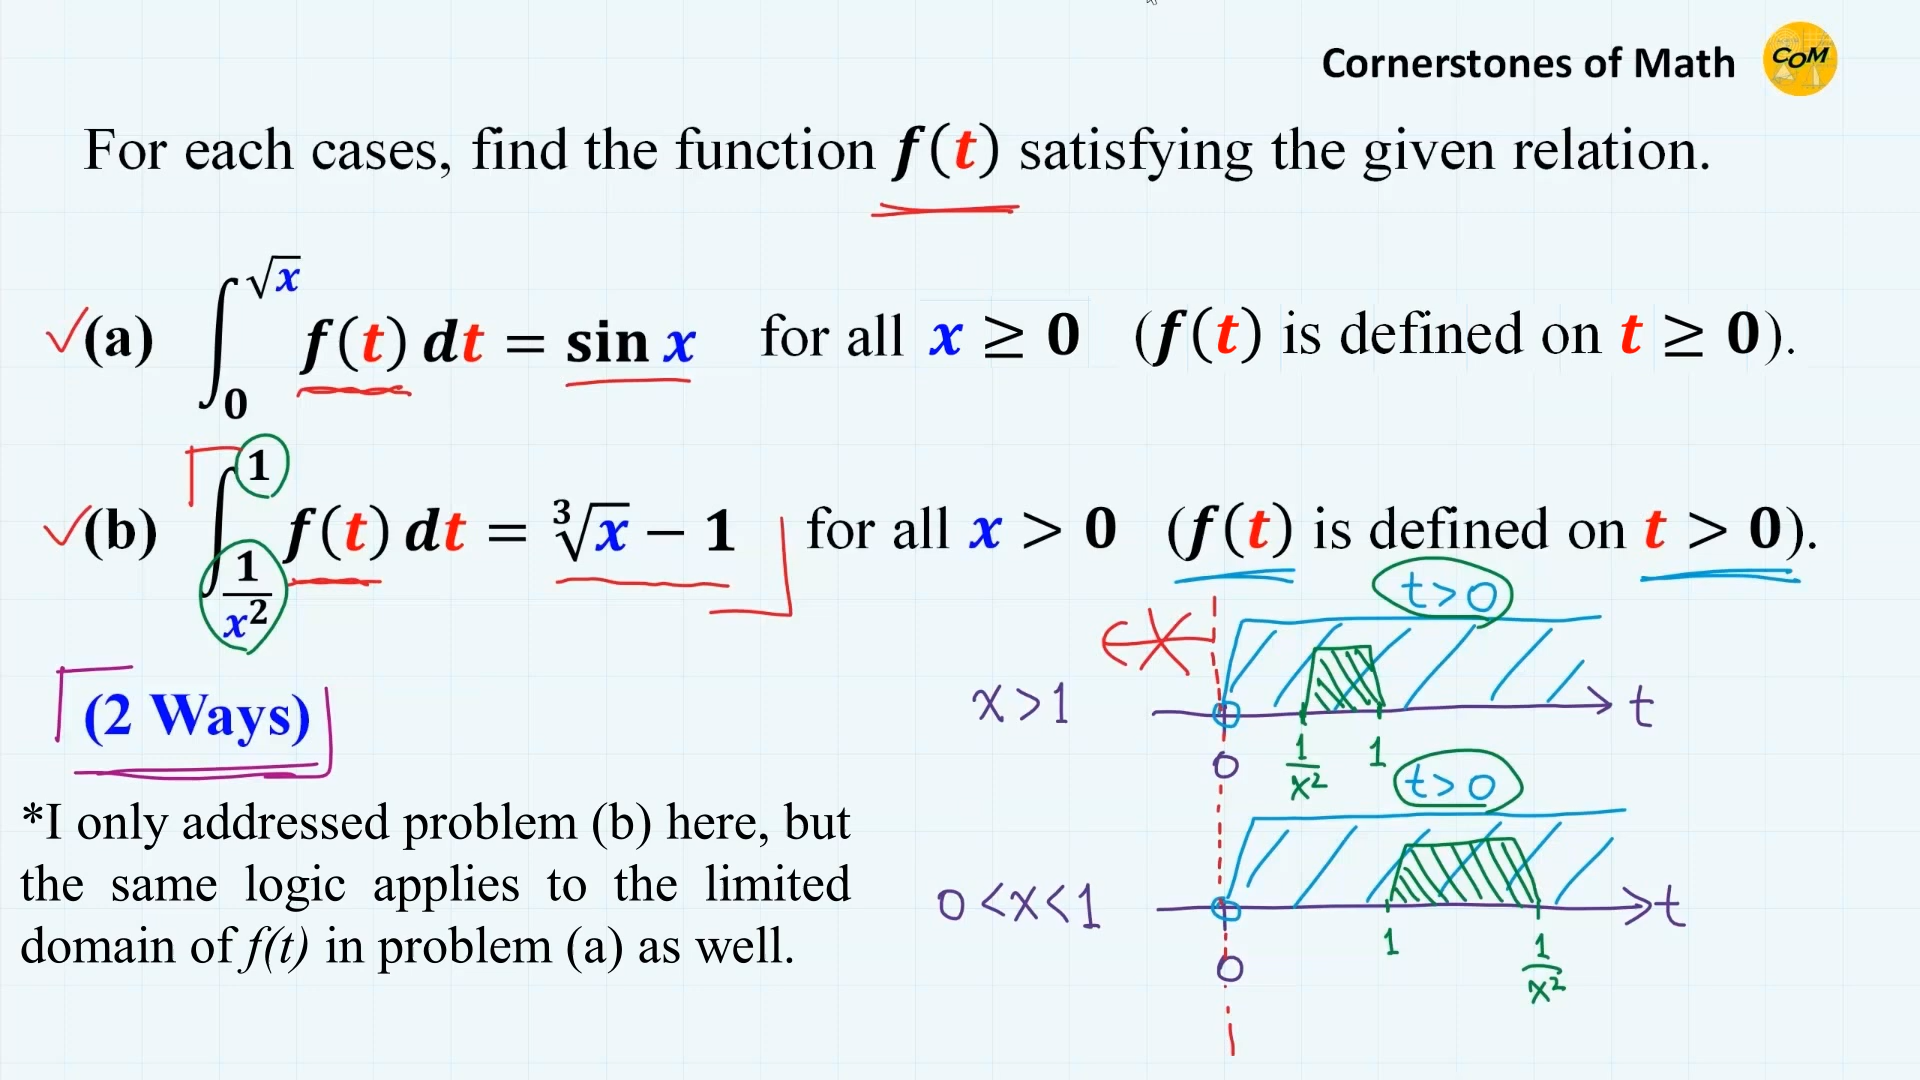 Cornerstones of Math COM
For each cases, find the function f(t) satisfying the given relation.
(a) ∫₀^√x f(t) dt = sin x for all x ≥ 0 (f(t) is defined on t ≥ 0).
(b) ∫_{1/x²}^1 f(t) dt = ∛x − 1 for all x > 0 (f(t) is defined on t > 0).
(2 Ways)
*I only addressed problem (b) here, but
the same logic applies to the limited
domain of f(t) in problem (a) as well.
t>0
x>1
t
0 1/x² 1
t>0
0<x<1
t
0 1 1/x²